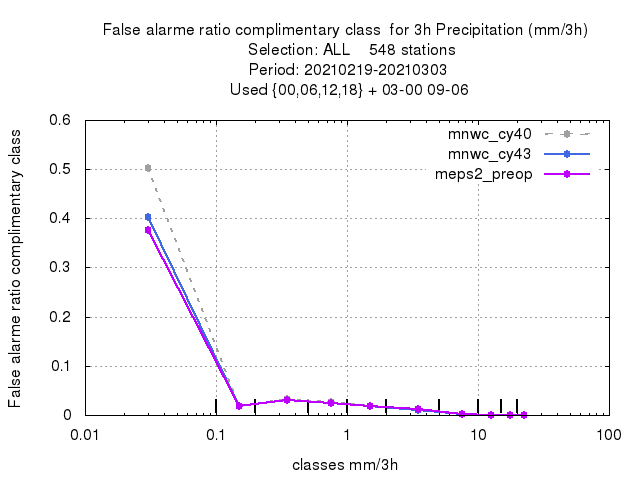 False alarme ratio complimentary class  for 3h Precipitation (mm/3h)
Selection: ALL    548 stations
Period: 20210219-20210303
Used {00,06,12,18} + 03-00 09-06
mnwc_cy40
mnwc_cy43
meps2_preop
False alarme ratio complimentary class
0.6
0.5
0.4
0.3
0.2
0.1
0
0.01
0.1
1
10
100
classes mm/3h